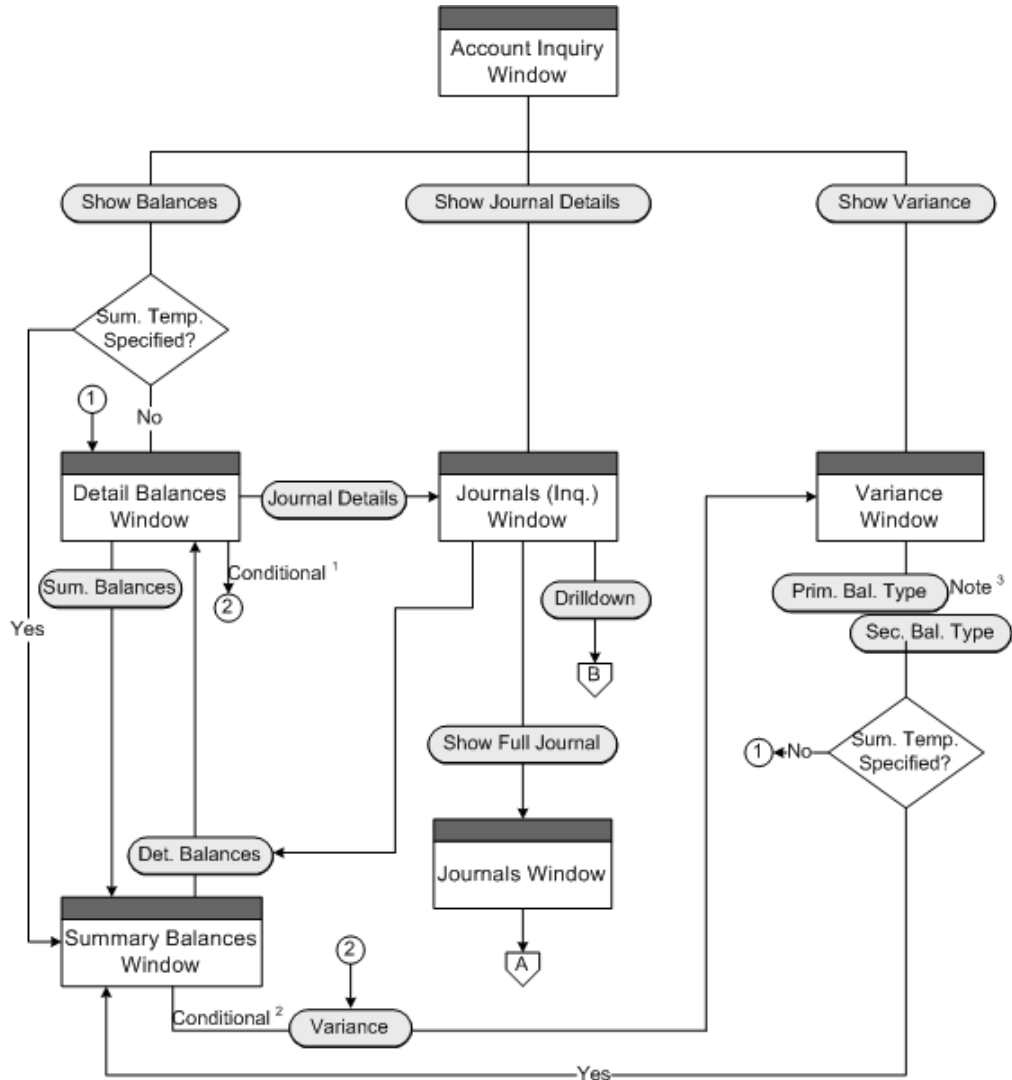 Account Inquiry
Window
Show Balances
Show Journal Details
Show Variance
Sum. Temp.
Specified?
1
No
Detail Balances
Window
Journal Details
Journals (Inq.)
Window
Variance
Window
Sum. Balances
Conditional 1
2
Drilldown
B
Prim. Bal. Type
Note 3
Sec. Bal. Type
Yes
Show Full Journal
1
No
Sum. Temp.
Specified?
Det. Balances
Journals Window
A
Summary Balances
Window
2
Conditional 2
Variance
Yes